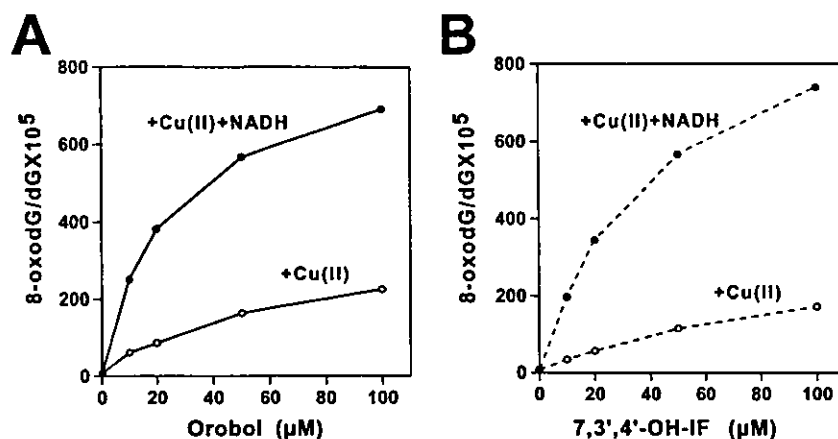 A
8-oxodG/dGX10⁵
800
600
400
200
0
+Cu(II)+NADH
+Cu(II)
0 20 40 60 80 100
Orobol (µM)
B
8-oxodG/dGX10⁵
800
600
400
200
0
+Cu(II)+NADH
+Cu(II)
0 20 40 60 80 100
7,3',4'-OH-IF (µM)